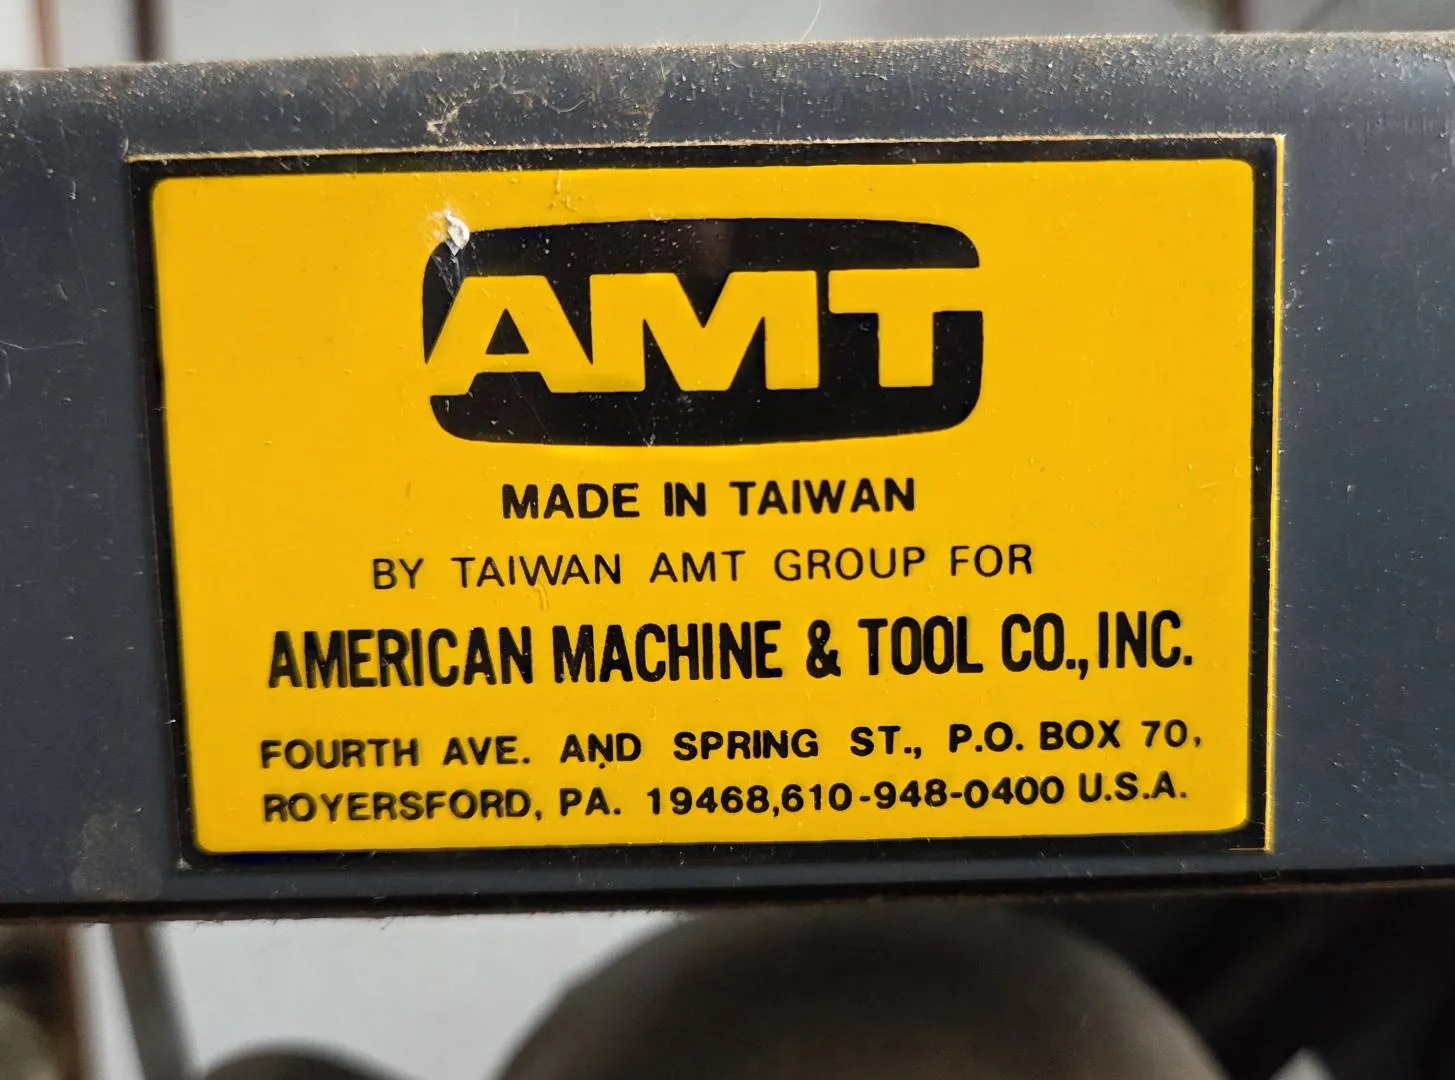 AMT
MADE IN TAIWAN
BY TAIWAN AMT GROUP FOR
AMERICAN MACHINE & TOOL CO., INC.
FOURTH AVE. AND SPRING ST., P.O. BOX 70,
ROYERSFORD, PA. 19468,610-948-0400 U.S.A.